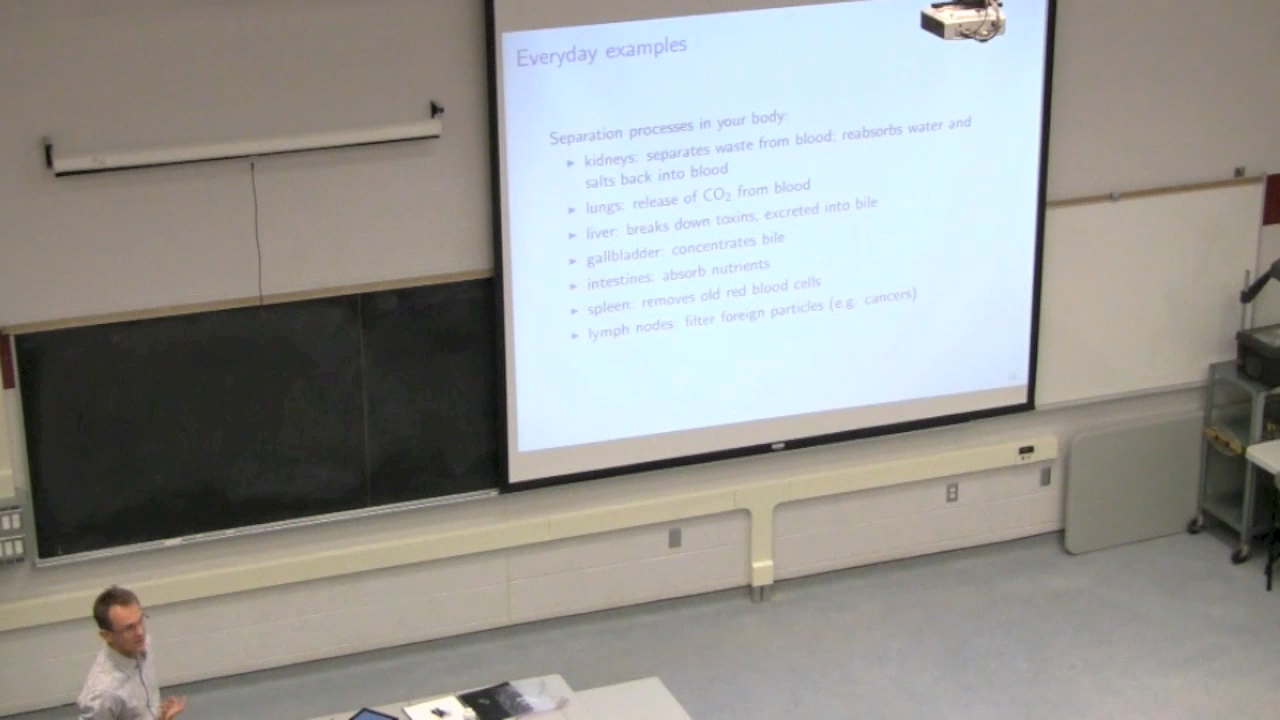 Everyday examples
Separation processes in your body:
▸ kidneys: separates waste from blood; reabsorbs water and
salts back into blood
▸ lungs: release of CO₂ from blood
▸ liver: breaks down toxins, excreted into bile
▸ gallbladder: concentrates bile
▸ intestines: absorb nutrients
▸ spleen: removes old red blood cells
▸ lymph nodes: filter foreign particles (e.g. cancers)